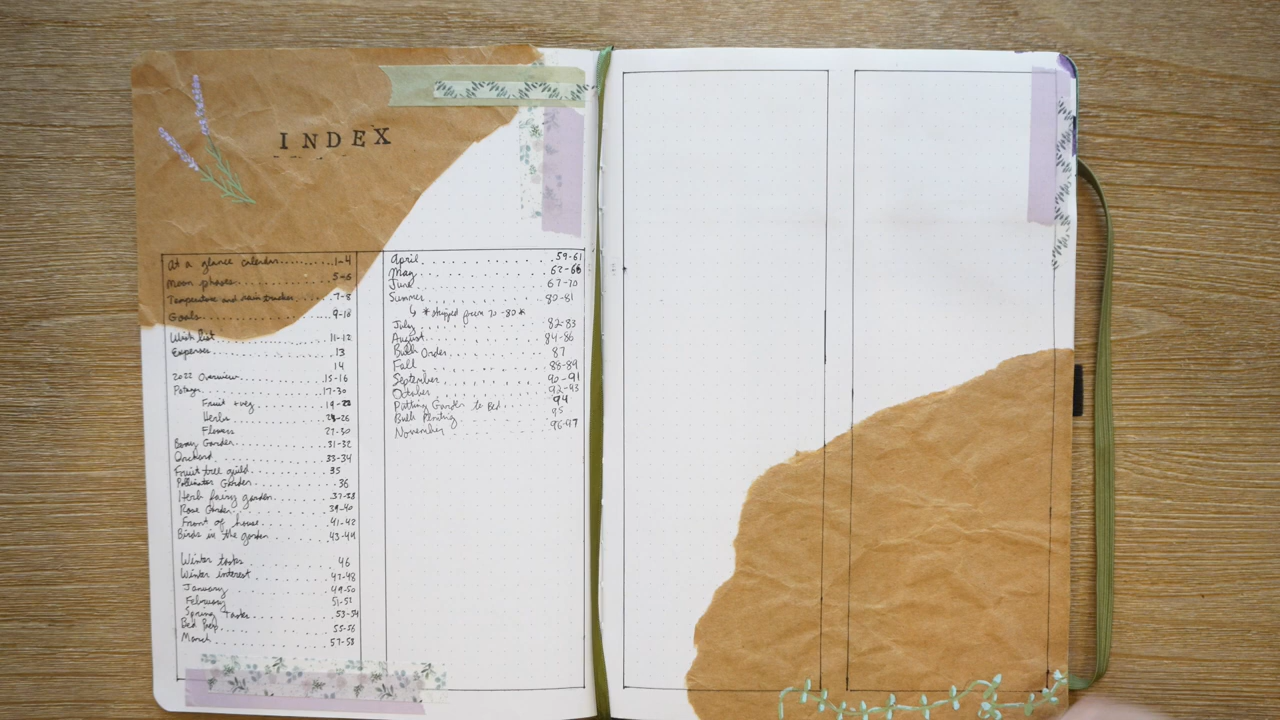 INDEX
At a glance calendar............1-4
Moon phases............5-6
Temperature and rain tracker....7-8
Goals............9-10
Wish list............11-12
Expenses............13
14
2022 Overview............15-16
Potager............17-30
Fruit + veg............19-22
Herbs............23-26
Flowers............27-30
Berry Garden............31-32
Orchard............33-34
Fruit tree guild............35
Pollinator Garden............36
Herb fairy garden............37-38
Rose Garden............39-40
Front of house............41-42
Birds in the garden............43-44
Winter tasks............46
Winter interest............47-48
January............49-50
February............51-52
Spring tasks............53-54
Bed Prep............55-56
March............57-58
April............59-61
May............62-66
June............67-70
Summer............80-81
↳ *skipped from 70-80*
July............82-83
August............84-86
Bulb Order............87
Fall............88-89
September............90-91
October............92-93
Putting Garden to Bed............94
Bulb Planting............95
November............96-97